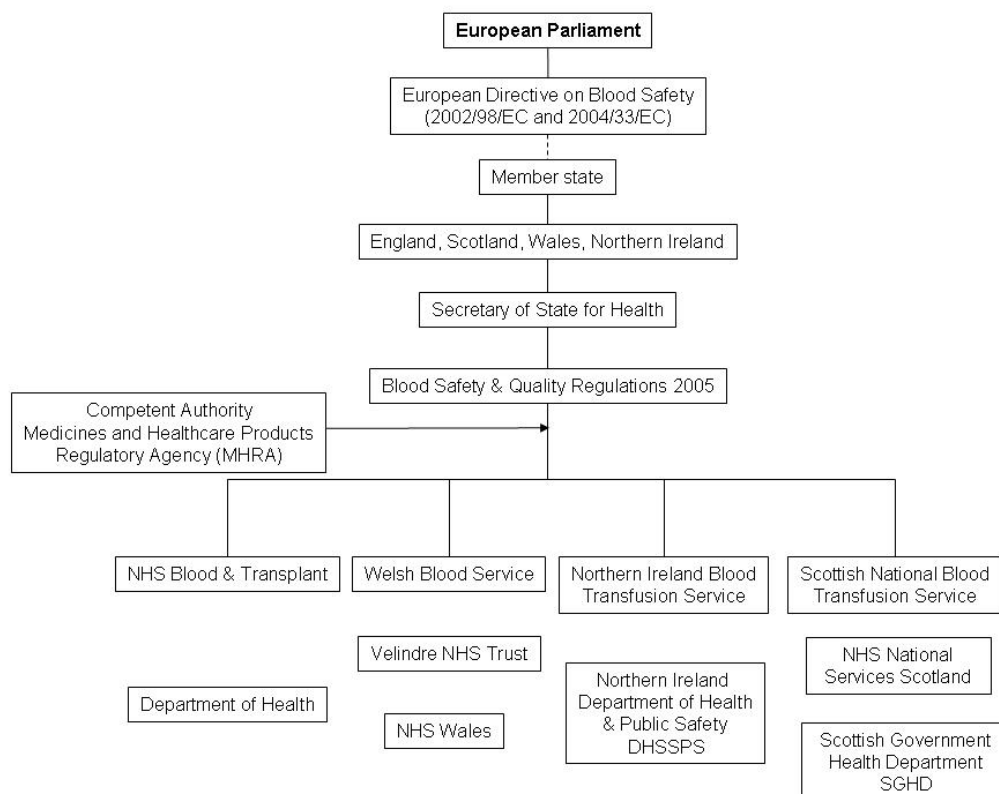 European Parliament
European Directive on Blood Safety
(2002/98/EC and 2004/33/EC)
Member state
England, Scotland, Wales, Northern Ireland
Secretary of State for Health
Blood Safety & Quality Regulations 2005
Competent Authority
Medicines and Healthcare Products
Regulatory Agency (MHRA)
NHS Blood & Transplant
Welsh Blood Service
Northern Ireland Blood
Transfusion Service
Scottish National Blood
Transfusion Service
Velindre NHS Trust
NHS National
Services Scotland
Department of Health
Northern Ireland
Department of Health
& Public Safety
DHSSPS
NHS Wales
Scottish Government
Health Department
SGHD